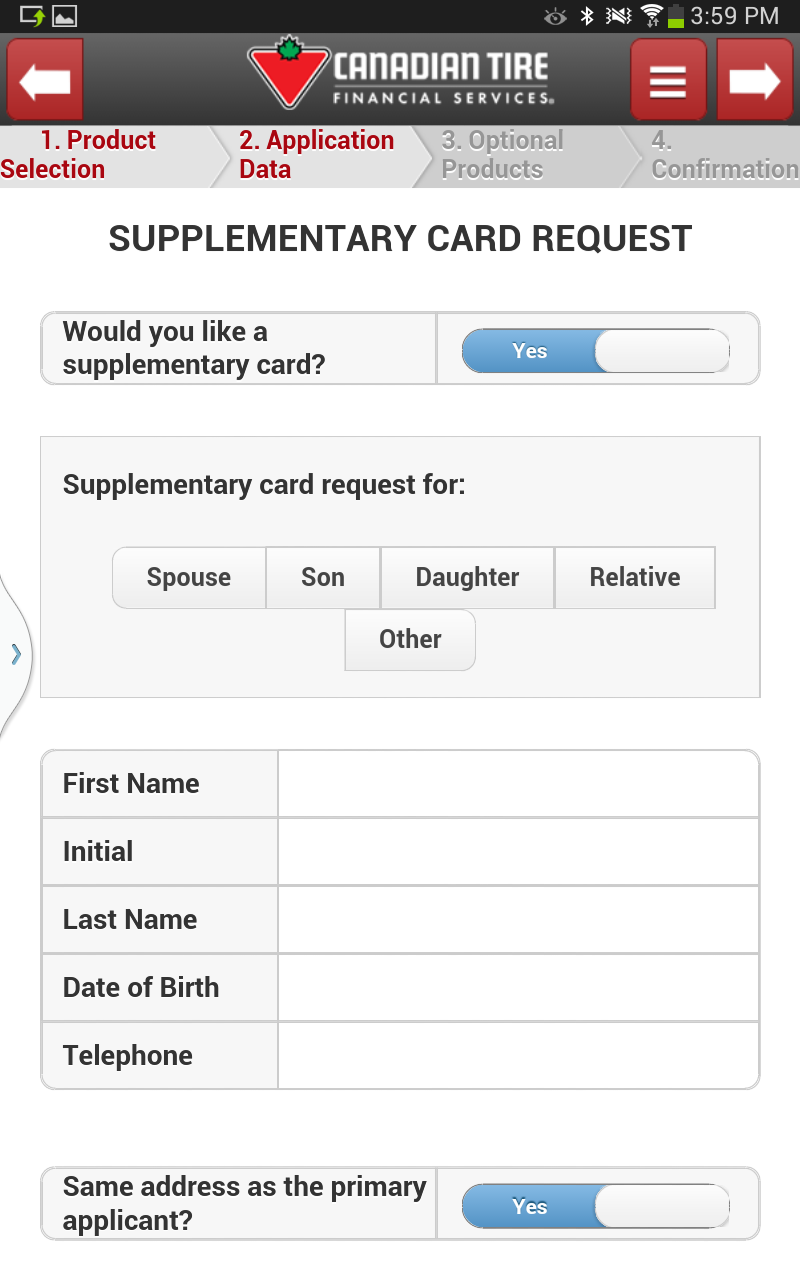 3:59 PM
CANADIAN TIRE
FINANCIAL SERVICES®
1. Product
Selection
2. Application
Data
3. Optional
Products
4.
Confirmation
SUPPLEMENTARY CARD REQUEST
Would you like a
supplementary card?
Yes
Supplementary card request for:
Spouse Son Daughter Relative
Other
First Name
Initial
Last Name
Date of Birth
Telephone
Same address as the primary
applicant?
Yes